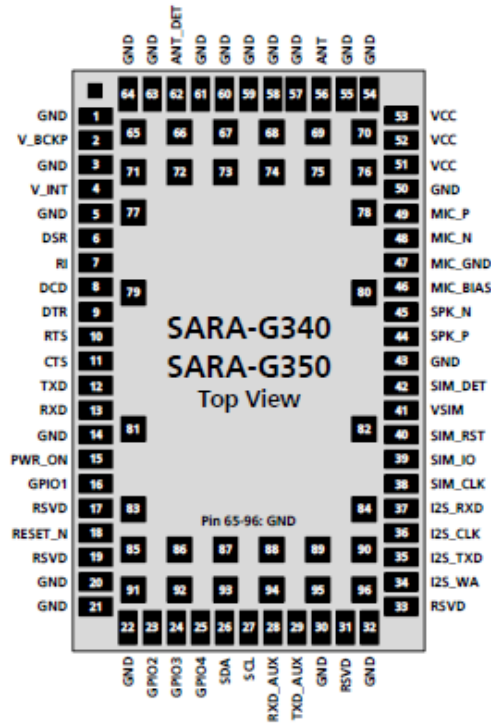 GND GND ANT_DET GND GND GND GND GND ANT GND GND
64 63 62 61 60 59 58 57 56 55 54
GND 1 53 VCC
V_BCKP 2 65 66 67 68 69 70 52 VCC
GND 3 71 72 73 74 75 76 51 VCC
V_INT 4 50 GND
GND 5 77 78 49 MIC_P
DSR 6 48 MIC_N
RI 7 47 MIC_GND
DCD 8 79 80 46 MIC_BIAS
DTR 9 45 SPK_N
RTS 10 SARA-G340 44 SPK_P
CTS 11 SARA-G350 43 GND
TXD 12 Top View 42 SIM_DET
RXD 13 41 VSIM
GND 14 81 82 40 SIM_RST
PWR_ON 15 39 SIM_IO
GPIO1 16 38 SIM_CLK
RSVD 17 83 84 37 I2S_RXD
RESET_N 18 Pin 65-96: GND 36 I2S_CLK
RSVD 19 85 86 87 88 89 90 35 I2S_TXD
GND 20 91 92 93 94 95 96 34 I2S_WA
GND 21 33 RSVD
22 23 24 25 26 27 28 29 30 31 32
GND GPIO2 GPIO3 GPIO4 SDA SCL RXD_AUX TXD_AUX GND RSVD GND